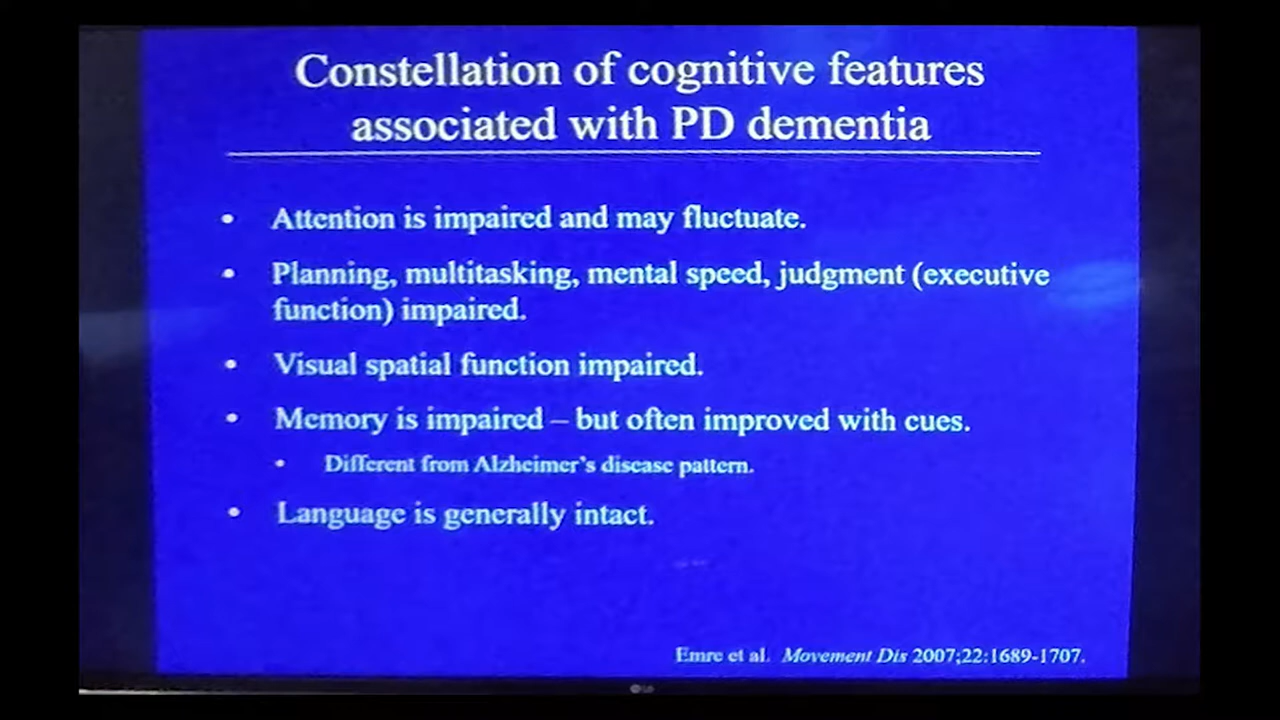 Constellation of cognitive features
associated with PD dementia
• Attention is impaired and may fluctuate.
• Planning, multitasking, mental speed, judgment (executive
function) impaired.
• Visual spatial function impaired.
• Memory is impaired – but often improved with cues.
• Different from Alzheimer's disease pattern.
• Language is generally intact.
Emre et al. Movement Dis 2007;22:1689-1707.
LG